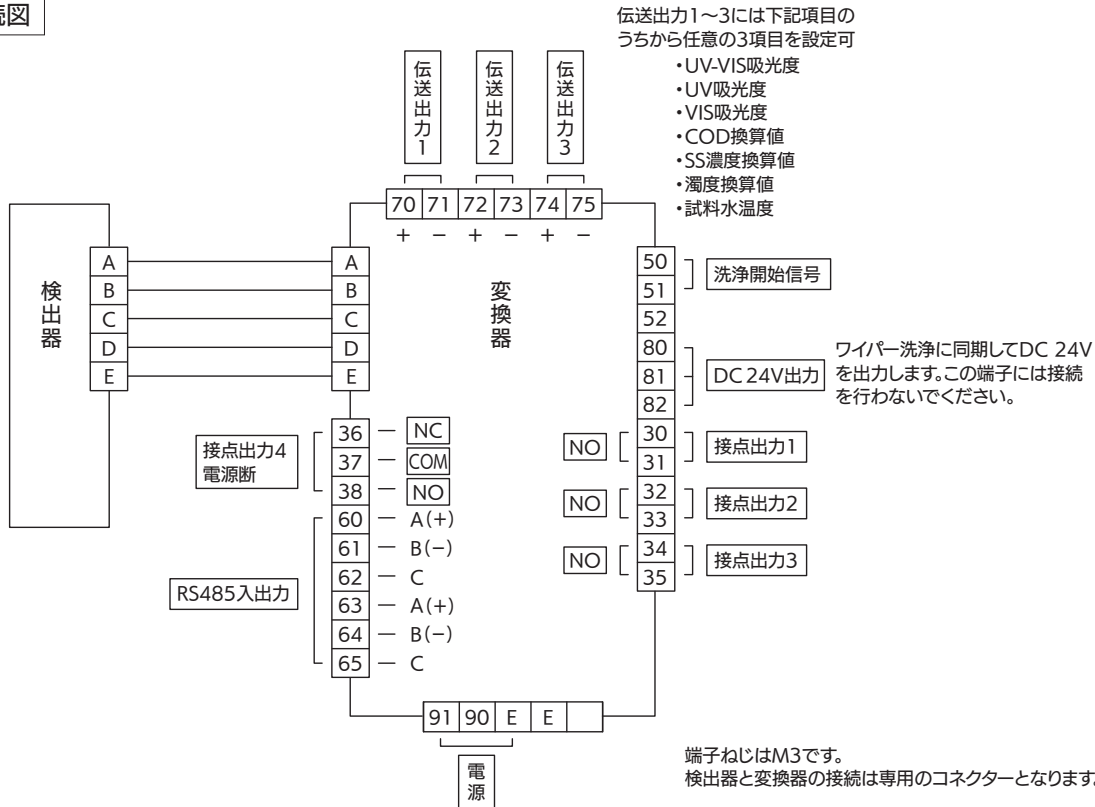 続図
伝送出力1～3には下記項目の
うちから任意の3項目を設定可
・UV-VIS吸光度
・UV吸光度
・VIS吸光度
・COD換算値
・SS濃度換算値
・濁度換算値
・試料水温度
伝送出力1
伝送出力2
伝送出力3
70 71 72 73 74 75
+ − + − + −
検出器
A
B
C
D
E
A
B
C
D
E
変換器
50
51
52
80
81
82
30
31
32
33
34
35
洗浄開始信号
DC 24V出力
ワイパー洗浄に同期してDC 24V
を出力します。この端子には接続
を行わないでください。
NO
接点出力1
NO
接点出力2
NO
接点出力3
接点出力4
電源断
36 − NC
37 − COM
38 − NO
RS485入出力
60 − A(+)
61 − B(−)
62 − C
63 − A(+)
64 − B(−)
65 − C
91 90 E E
電源
端子ねじはM3です。
検出器と変換器の接続は専用のコネクターとなります。